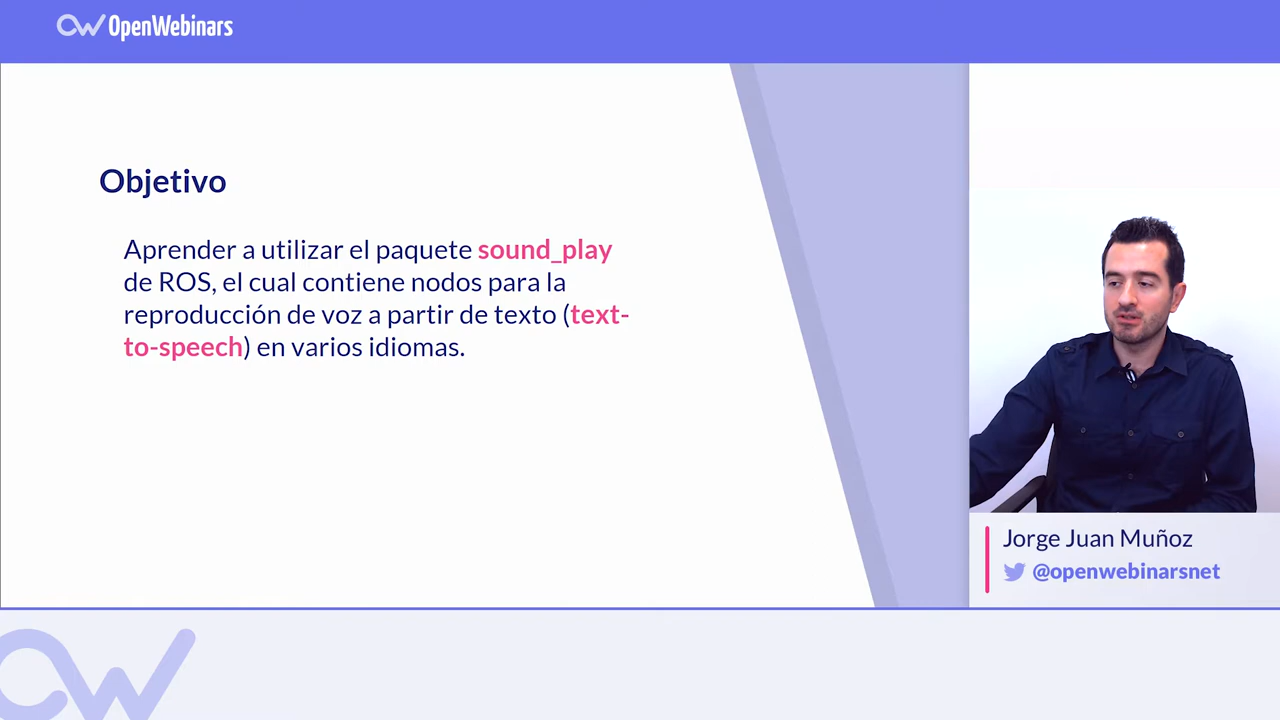 OpenWebinars
Objetivo
Aprender a utilizar el paquete sound_play
de ROS, el cual contiene nodos para la
reproducción de voz a partir de texto (text-
to-speech) en varios idiomas.
Jorge Juan Muñoz
@openwebinarsnet